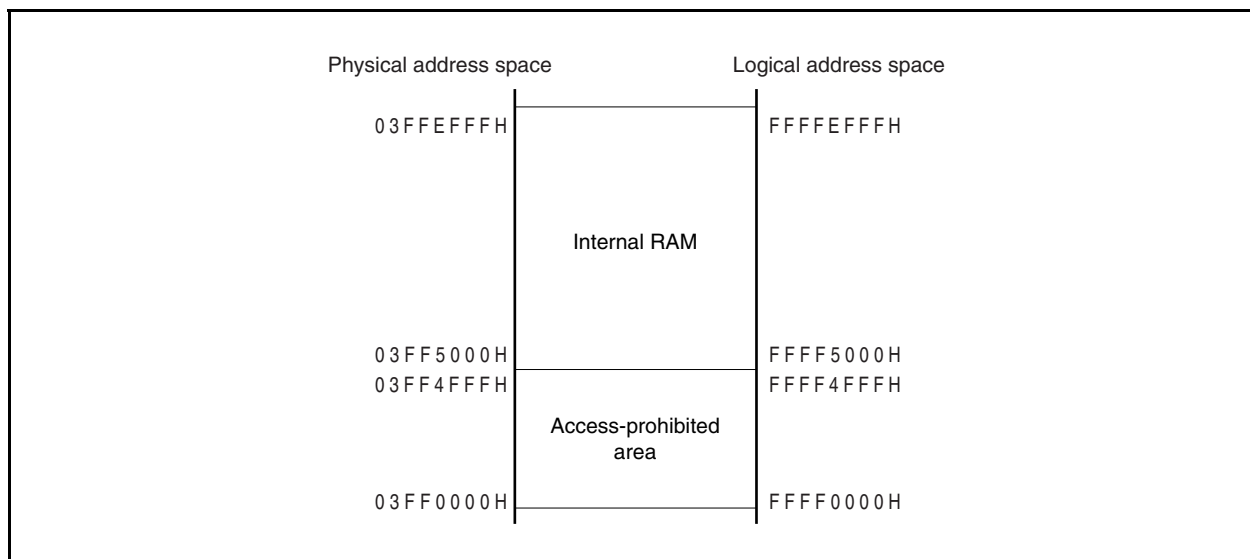 Physical address space Logical address space
03FFEFFFH FFFFEFFFH
Internal RAM
03FF5000H FFFF5000H
03FF4FFFH FFFF4FFFH
Access-prohibited
area
03FF0000H FFFF0000H